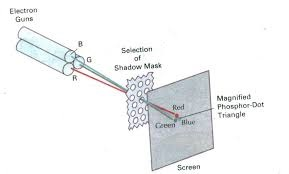 Electron
Guns
B
G
R
Selection
of
Shadow Mask
Red
Green Blue
Magnified
Phosphor-Dot
Triangle
Screen